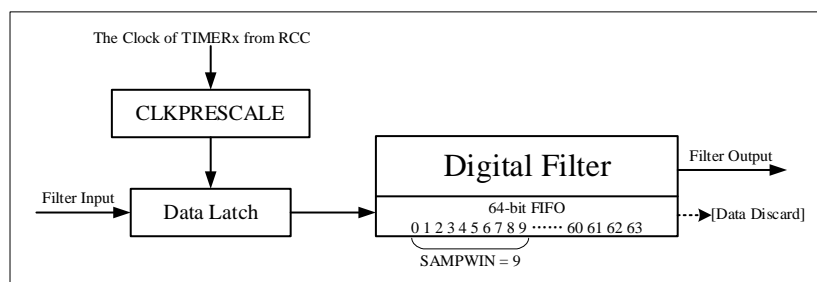 The Clock of TIMERx from RCC
CLKPRESCALE
Digital Filter
Filter Output
Filter Input
Data Latch
64-bit FIFO
0 1 2 3 4 5 6 7 8 9 ······ 60 61 62 63
[Data Discard]
SAMPWIN = 9